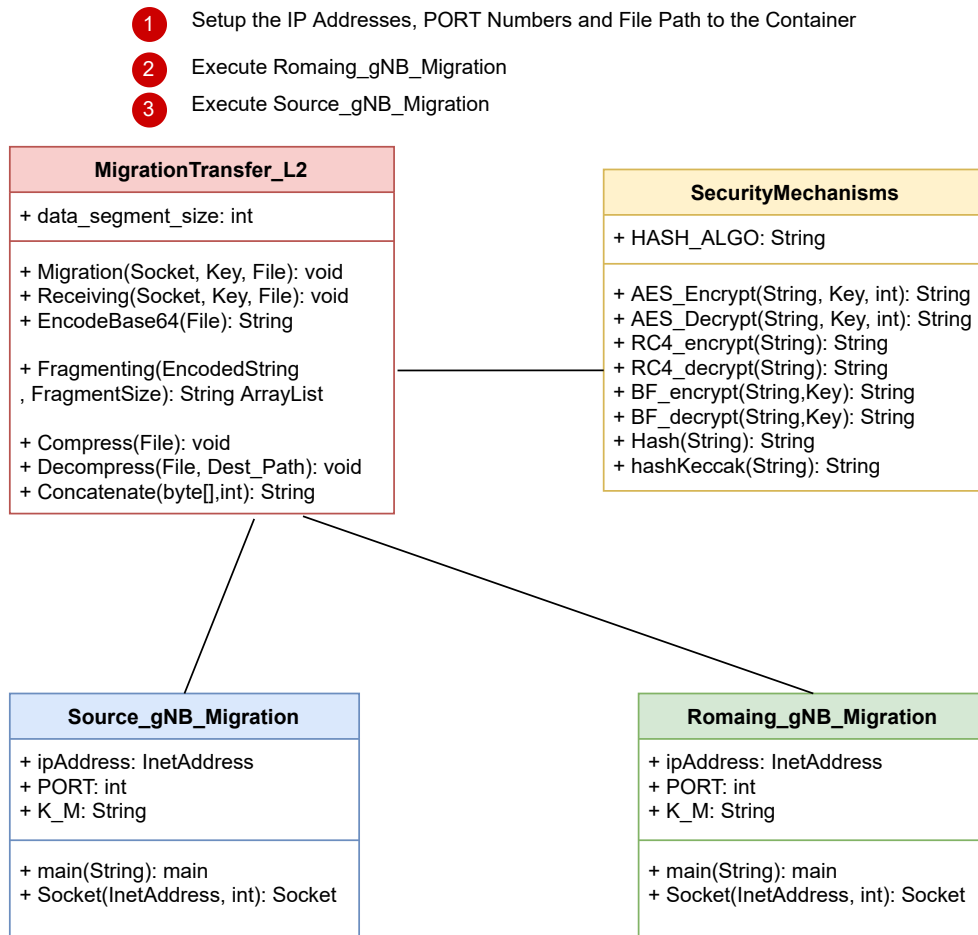 1 Setup the IP Addresses, PORT Numbers and File Path to the Container
2 Execute Romaing_gNB_Migration
3 Execute Source_gNB_Migration
MigrationTransfer_L2
+ data_segment_size: int
+ Migration(Socket, Key, File): void
+ Receiving(Socket, Key, File): void
+ EncodeBase64(File): String
+ Fragmenting(EncodedString
, FragmentSize): String ArrayList
+ Compress(File): void
+ Decompress(File, Dest_Path): void
+ Concatenate(byte[],int): String
SecurityMechanisms
+ HASH_ALGO: String
+ AES_Encrypt(String, Key, int): String
+ AES_Decrypt(String, Key, int): String
+ RC4_encrypt(String): String
+ RC4_decrypt(String): String
+ BF_encrypt(String,Key): String
+ BF_decrypt(String,Key): String
+ Hash(String): String
+ hashKeccak(String): String
Source_gNB_Migration
+ ipAddress: InetAddress
+ PORT: int
+ K_M: String
+ main(String): main
+ Socket(InetAddress, int): Socket
Romaing_gNB_Migration
+ ipAddress: InetAddress
+ PORT: int
+ K_M: String
+ main(String): main
+ Socket(InetAddress, int): Socket